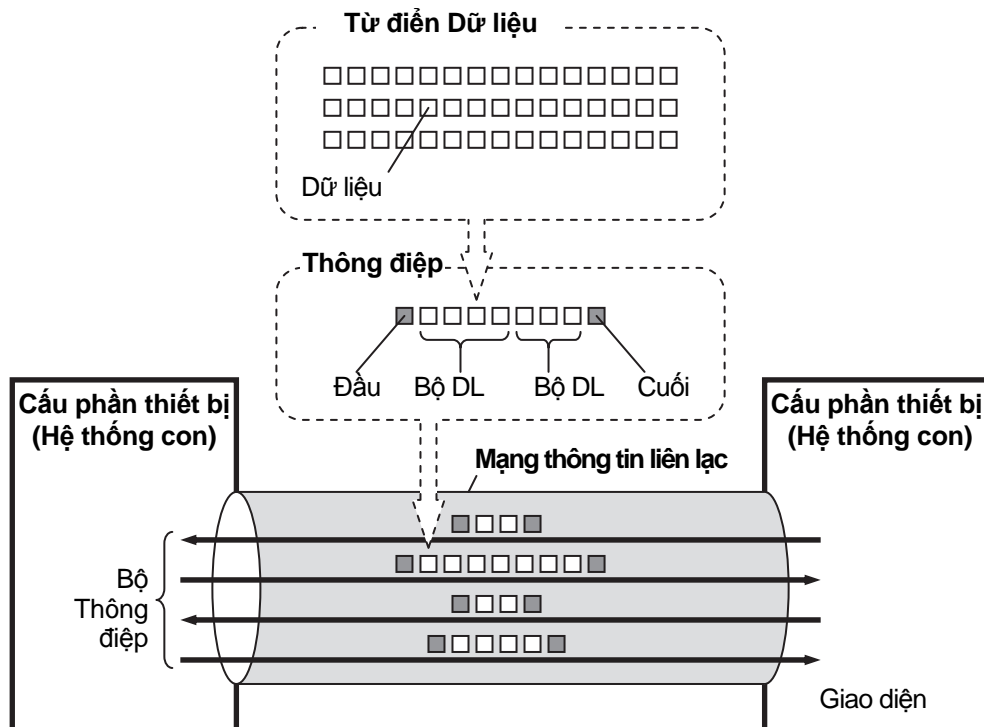 Từ điển Dữ liệu
Dữ liệu
Thông điệp
Đầu
Bộ DL
Bộ DL
Cuối
Cấu phần thiết bị
(Hệ thống con)
Cấu phần thiết bị
(Hệ thống con)
Mạng thông tin liên lạc
Bộ
Thông
điệp
Giao diện